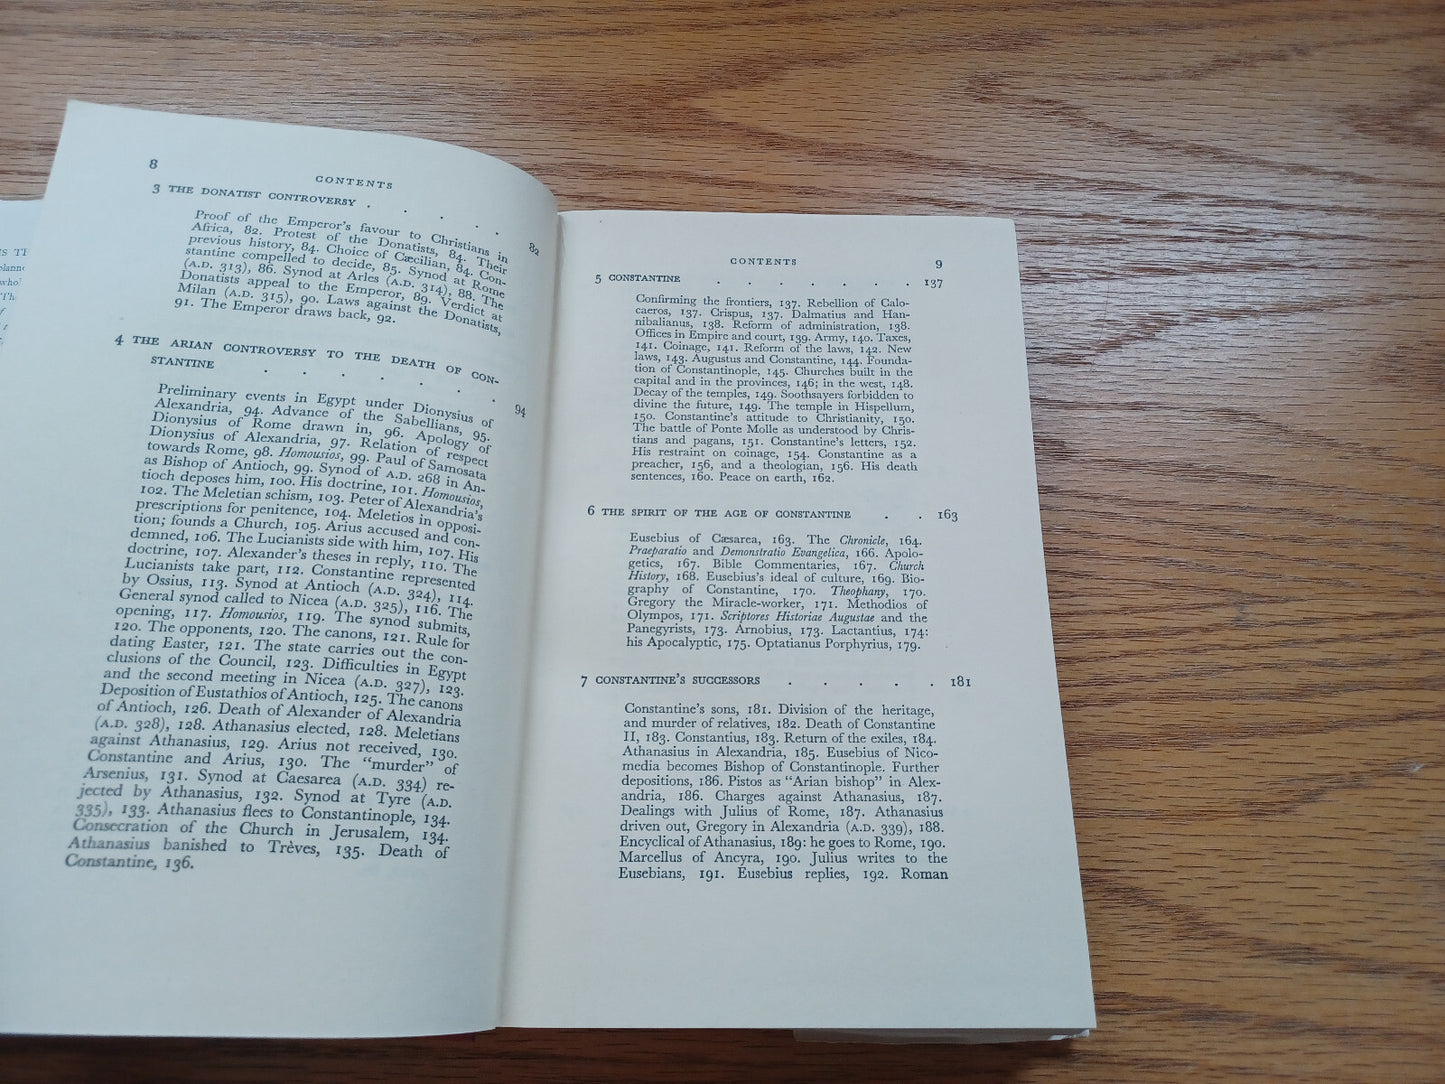 8
CONTENTS
3 THE DONATIST CONTROVERSY . . . . . . 82
Proof of the Emperor's favour to Christians in
Africa, 82. Protest of the Donatists, 84. Their
previous history, 84. Choice of Cæcilian, 84. Con-
stantine compelled to decide, 85. Synod at Rome
(A.D. 313), 86. Synod at Arles (A.D. 314), 88. The
Donatists appeal to the Emperor, 89. Verdict at
Milan (A.D. 315), 90. Laws against the Donatists,
91. The Emperor draws back, 92.
4 THE ARIAN CONTROVERSY TO THE DEATH OF CON-
STANTINE . . . . . . . 94
Preliminary events in Egypt under Dionysius of
Alexandria, 94. Advance of the Sabellians, 95.
Dionysius of Rome drawn in, 96. Apology of
Dionysius of Alexandria, 97. Relation of respect
towards Rome, 98. Homousios, 99. Paul of Samosata
as Bishop of Antioch, 99. Synod of A.D. 268 in An-
tioch deposes him, 100. His doctrine, 101. Homousios,
102. The Meletian schism, 103. Peter of Alexandria's
prescriptions for penitence, 104. Meletios in opposi-
tion; founds a Church, 105. Arius accused and con-
demned, 106. The Lucianists side with him, 107. His
doctrine, 107. Alexander's theses in reply, 110. The
Lucianists take part, 112. Constantine represented
by Ossius, 113. Synod at Antioch (A.D. 324), 114.
General synod called to Nicea (A.D. 325), 116. The
opening, 117. Homousios, 119. The synod submits,
120. The opponents, 120. The canons, 121. Rule for
dating Easter, 121. The state carries out the con-
clusions of the Council, 123. Difficulties in Egypt
and the second meeting in Nicea (A.D. 327), 123.
Deposition of Eustathios of Antioch, 125. The canons
of Antioch, 126. Death of Alexander of Alexandria
(A.D. 328), 128. Athanasius elected, 128. Meletians
against Athanasius, 129. Arius not received, 130.
Constantine and Arius, 130. The "murder" of
Arsenius, 131. Synod at Caesarea (A.D. 334) re-
jected by Athanasius, 132. Synod at Tyre (A.D.
335), 133. Athanasius flees to Constantinople, 134.
Consecration of the Church in Jerusalem, 134.
Athanasius banished to Trèves, 135. Death of
Constantine, 136.
CONTENTS 9
5 CONSTANTINE . . . . . . . 137
Confirming the frontiers, 137. Rebellion of Calo-
caeros, 137. Crispus, 137. Dalmatius and Han-
nibalianus, 138. Reform of administration, 138.
Offices in Empire and court, 139. Army, 140. Taxes,
141. Coinage, 141. Reform of the laws, 142. New
laws, 143. Augustus and Constantine, 144. Founda-
tion of Constantinople, 145. Churches built in the
capital and in the provinces, 146; in the west, 148.
Decay of the temples, 149. Soothsayers forbidden to
divine the future, 149. The temple in Hispellum,
150. Constantine's attitude to Christianity, 150.
The battle of Ponte Molle as understood by Chris-
tians and pagans, 151. Constantine's letters, 152.
His restraint on coinage, 154. Constantine as a
preacher, 156, and a theologian, 156. His death
sentences, 160. Peace on earth, 162.
6 THE SPIRIT OF THE AGE OF CONSTANTINE . . 163
Eusebius of Cæsarea, 163. The Chronicle, 164.
Praeparatio and Demonstratio Evangelica, 166. Apolo-
getics, 167. Bible Commentaries, 167. Church
History, 168. Eusebius's ideal of culture, 169. Bio-
graphy of Constantine, 170. Theophany, 170.
Gregory the Miracle-worker, 171. Methodios of
Olympos, 171. Scriptores Historiae Augustae and the
Panegyrists, 173. Arnobius, 173. Lactantius, 174:
his Apocalyptic, 175. Optatianus Porphyrius, 179.
7 CONSTANTINE'S SUCCESSORS . . . . . 181
Constantine's sons, 181. Division of the heritage,
and murder of relatives, 182. Death of Constantine
II, 183. Constantius, 183. Return of the exiles, 184.
Athanasius in Alexandria, 185. Eusebius of Nico-
media becomes Bishop of Constantinople. Further
depositions, 186. Pistos as "Arian bishop" in Alex-
andria, 186. Charges against Athanasius, 187.
Dealings with Julius of Rome, 187. Athanasius
driven out, Gregory in Alexandria (A.D. 339), 188.
Encyclical of Athanasius, 189: he goes to Rome, 190.
Marcellus of Ancyra, 190. Julius writes to the
Eusebians, 191. Eusebius replies, 192. Roman